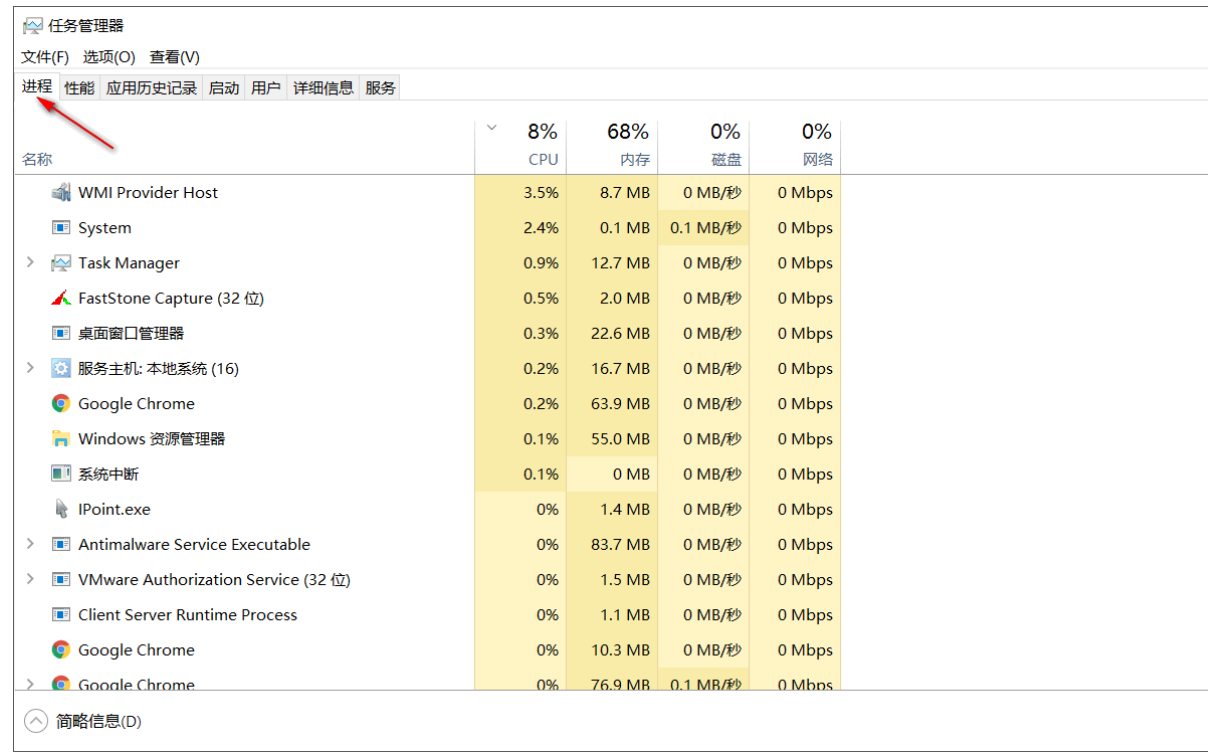 任务管理器
文件(F) 选项(O) 查看(V)
进程 性能 应用历史记录 启动 用户 详细信息 服务
8% 68% 0% 0%
名称 CPU 内存 磁盘 网络
WMI Provider Host 3.5% 8.7 MB 0 MB/秒 0 Mbps
System 2.4% 0.1 MB 0.1 MB/秒 0 Mbps
Task Manager 0.9% 12.7 MB 0 MB/秒 0 Mbps
FastStone Capture (32 位) 0.5% 2.0 MB 0 MB/秒 0 Mbps
桌面窗口管理器 0.3% 22.6 MB 0 MB/秒 0 Mbps
服务主机: 本地系统 (16) 0.2% 16.7 MB 0 MB/秒 0 Mbps
Google Chrome 0.2% 63.9 MB 0 MB/秒 0 Mbps
Windows 资源管理器 0.1% 55.0 MB 0 MB/秒 0 Mbps
系统中断 0.1% 0 MB 0 MB/秒 0 Mbps
IPoint.exe 0% 1.4 MB 0 MB/秒 0 Mbps
Antimalware Service Executable 0% 83.7 MB 0 MB/秒 0 Mbps
VMware Authorization Service (32 位) 0% 1.5 MB 0 MB/秒 0 Mbps
Client Server Runtime Process 0% 1.1 MB 0 MB/秒 0 Mbps
Google Chrome 0% 10.3 MB 0 MB/秒 0 Mbps
Google Chrome 0% 76.9 MB 0.1 MB/秒 0 Mbps
简略信息(D)